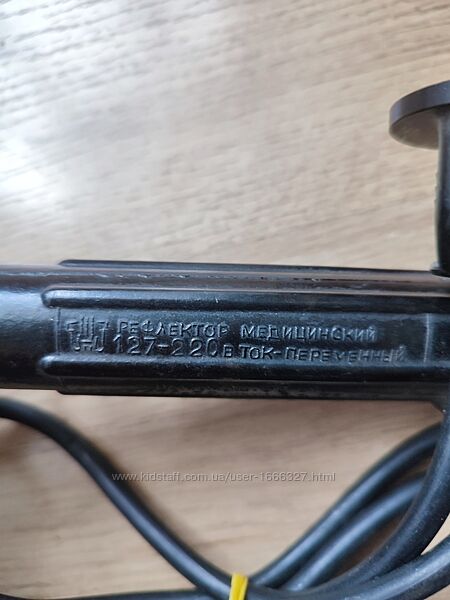 РЕФЛЕКТОР МЕДИЦИНСКИЙ
127-220В ТОК-ПЕРЕМЕННЫЙ
www.kidstaff.com.ua/user-1666327.html